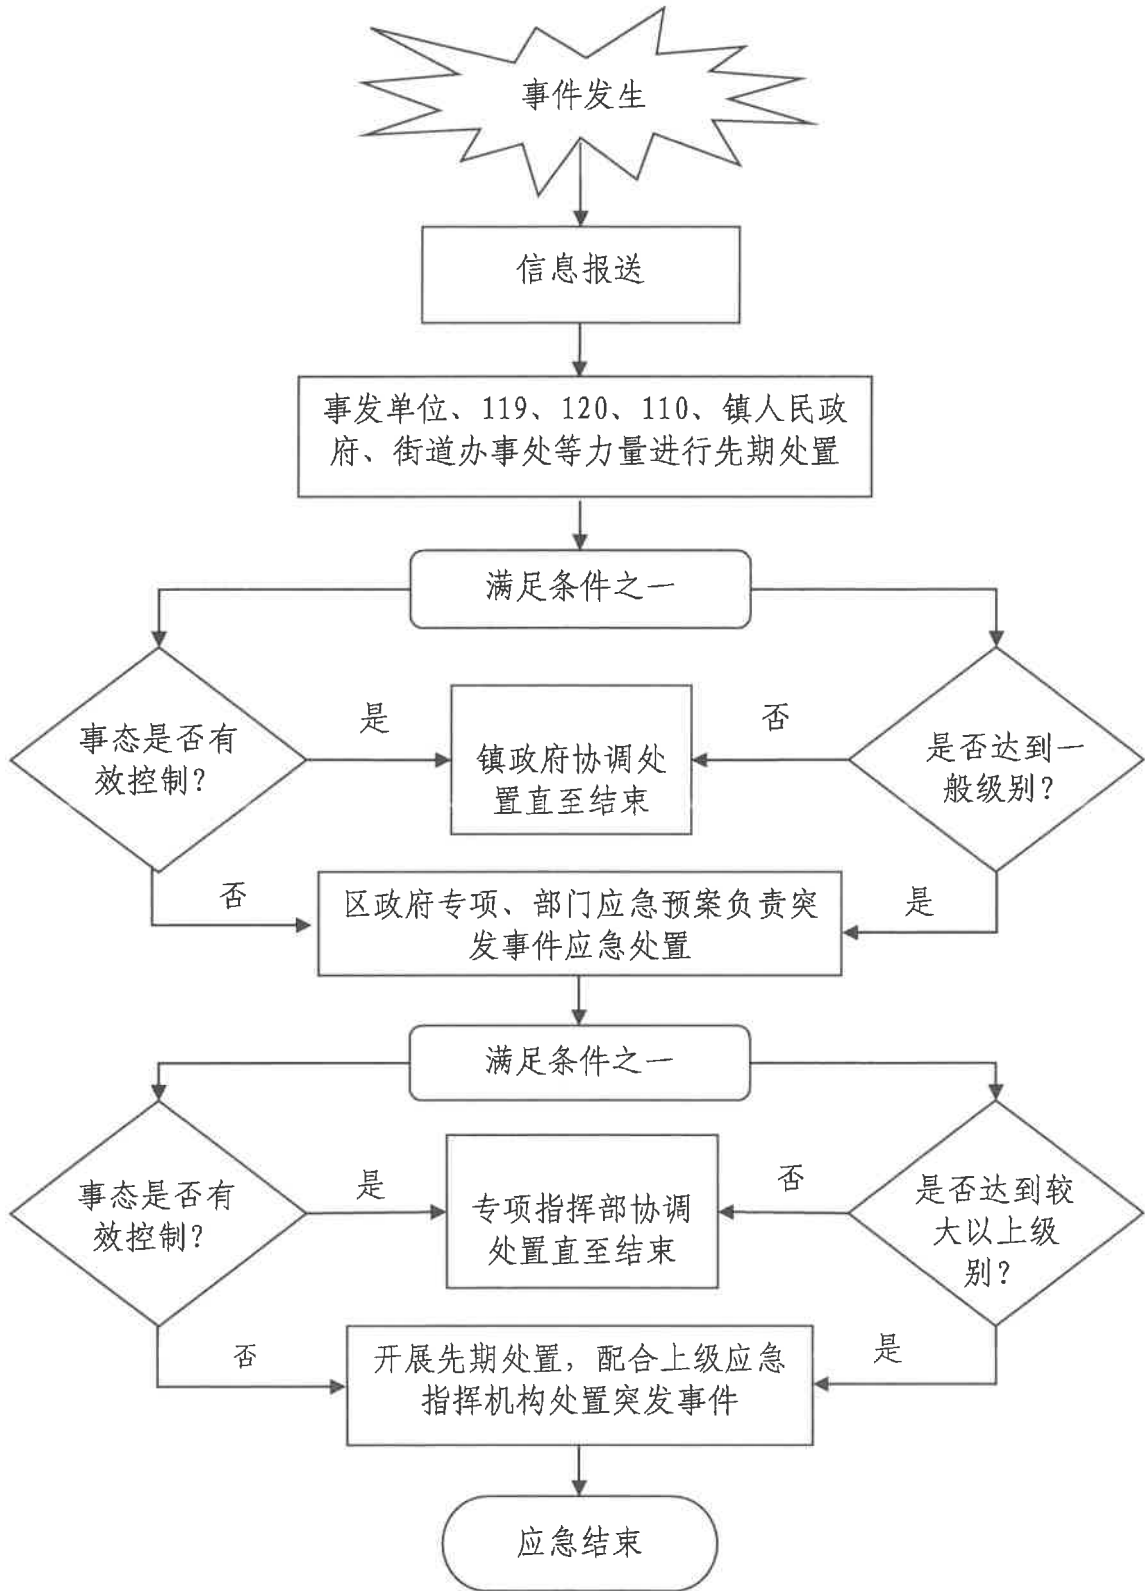 事件发生
信息报送
事发单位、119、120、110、镇人民政
府、街道办事处等力量进行先期处置
满足条件之一
事态是否有
效控制？
是
镇政府协调处
置直至结束
否
是否达到一
般级别？
否
区政府专项、部门应急预案负责突
发事件应急处置
是
满足条件之一
事态是否有
效控制？
是
专项指挥部协调
处置直至结束
否
是否达到较
大以上级
别？
否
开展先期处置，配合上级应急
指挥机构处置突发事件
是
应急结束